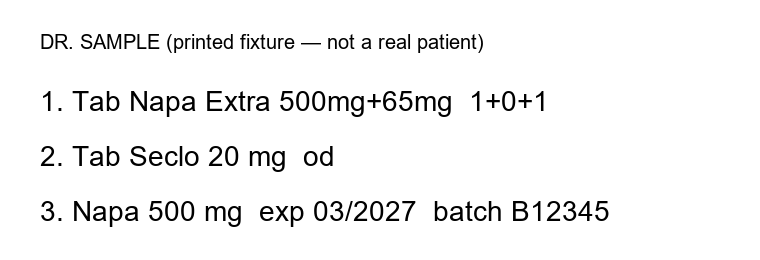 DR. SAMPLE (printed fixture — not a real patient)
1. Tab Napa Extra 500mg+65mg  1+0+1
2. Tab Seclo 20 mg  od
3. Napa 500 mg  exp 03/2027  batch B12345